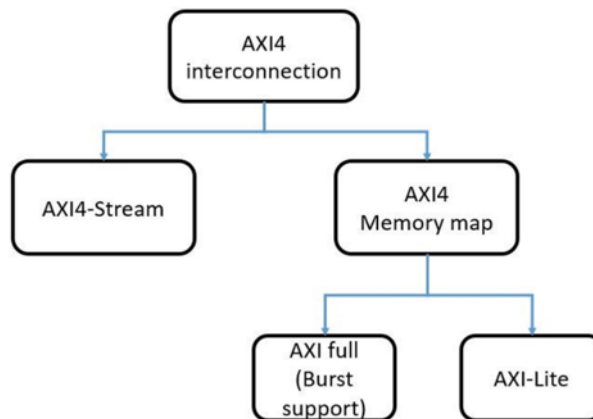 AXI4
interconnection
AXI4-Stream
AXI4
Memory map
AXI full
(Burst
support)
AXI-Lite